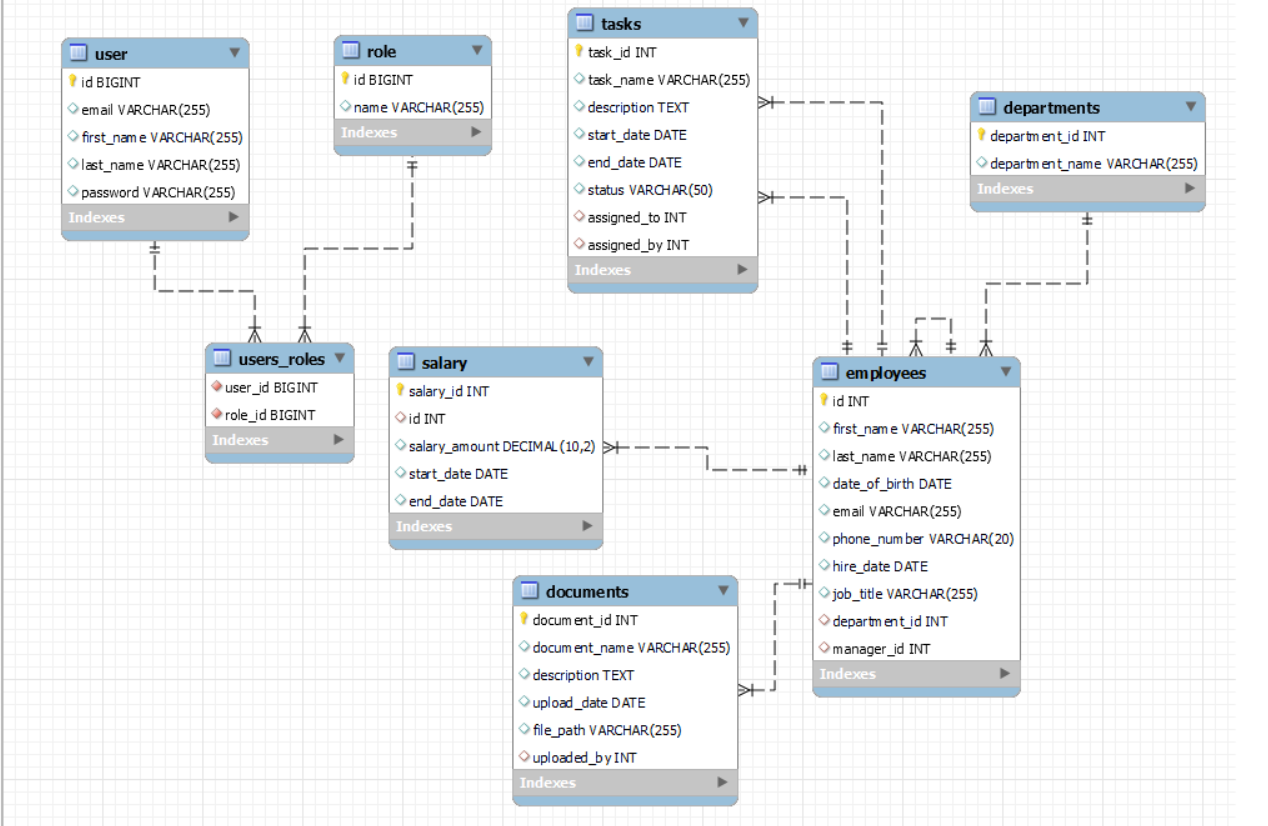 user
id BIGINT
email VARCHAR(255)
first_name VARCHAR(255)
last_name VARCHAR(255)
password VARCHAR(255)
Indexes
role
id BIGINT
name VARCHAR(255)
Indexes
tasks
task_id INT
task_name VARCHAR(255)
description TEXT
start_date DATE
end_date DATE
status VARCHAR(50)
assigned_to INT
assigned_by INT
Indexes
departments
department_id INT
department_name VARCHAR(255)
Indexes
users_roles
user_id BIGINT
role_id BIGINT
Indexes
salary
salary_id INT
id INT
salary_amount DECIMAL(10,2)
start_date DATE
end_date DATE
Indexes
employees
id INT
first_name VARCHAR(255)
last_name VARCHAR(255)
date_of_birth DATE
email VARCHAR(255)
phone_number VARCHAR(20)
hire_date DATE
job_title VARCHAR(255)
department_id INT
manager_id INT
Indexes
documents
document_id INT
document_name VARCHAR(255)
description TEXT
upload_date DATE
file_path VARCHAR(255)
uploaded_by INT
Indexes